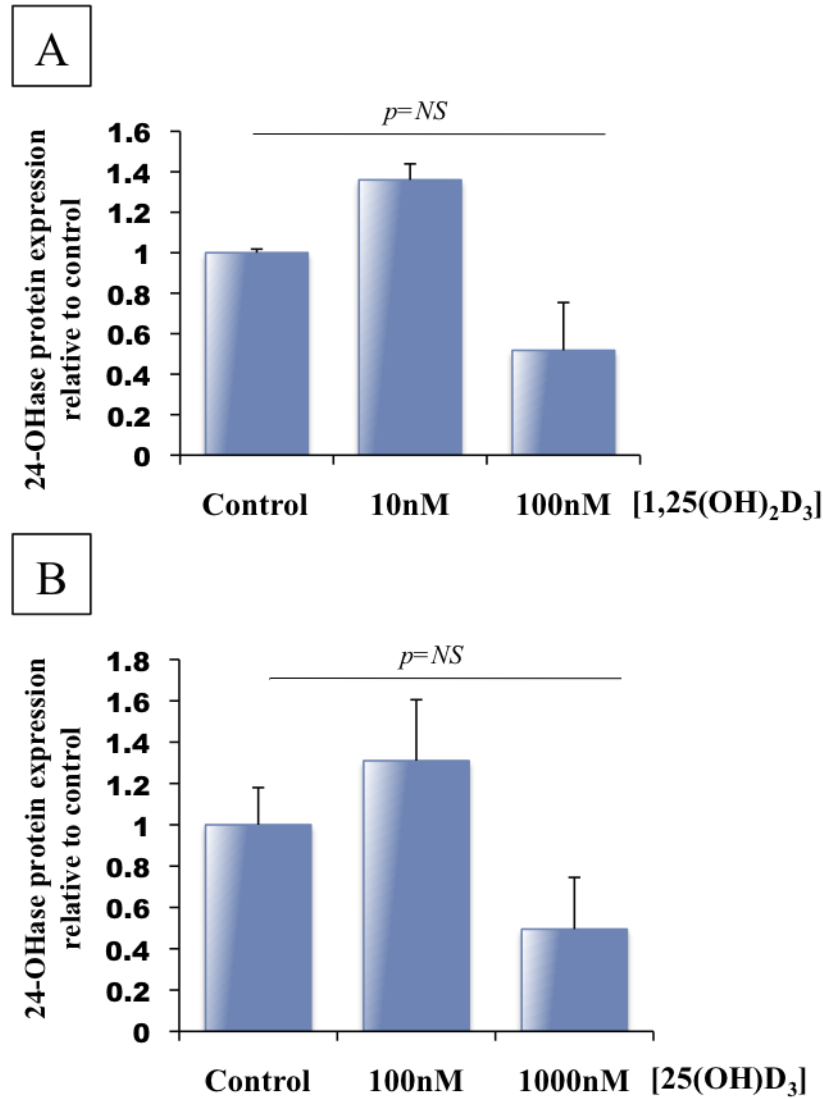 A
p=NS
24-OHase protein expression
relative to control
1.6
1.4
1.2
1
0.8
0.6
0.4
0.2
0
Control 10nM 100nM [1,25(OH)₂D₃]
B
p=NS
24-OHase protein expression
relative to control
1.8
1.6
1.4
1.2
1
0.8
0.6
0.4
0.2
0
Control 100nM 1000nM [25(OH)D₃]